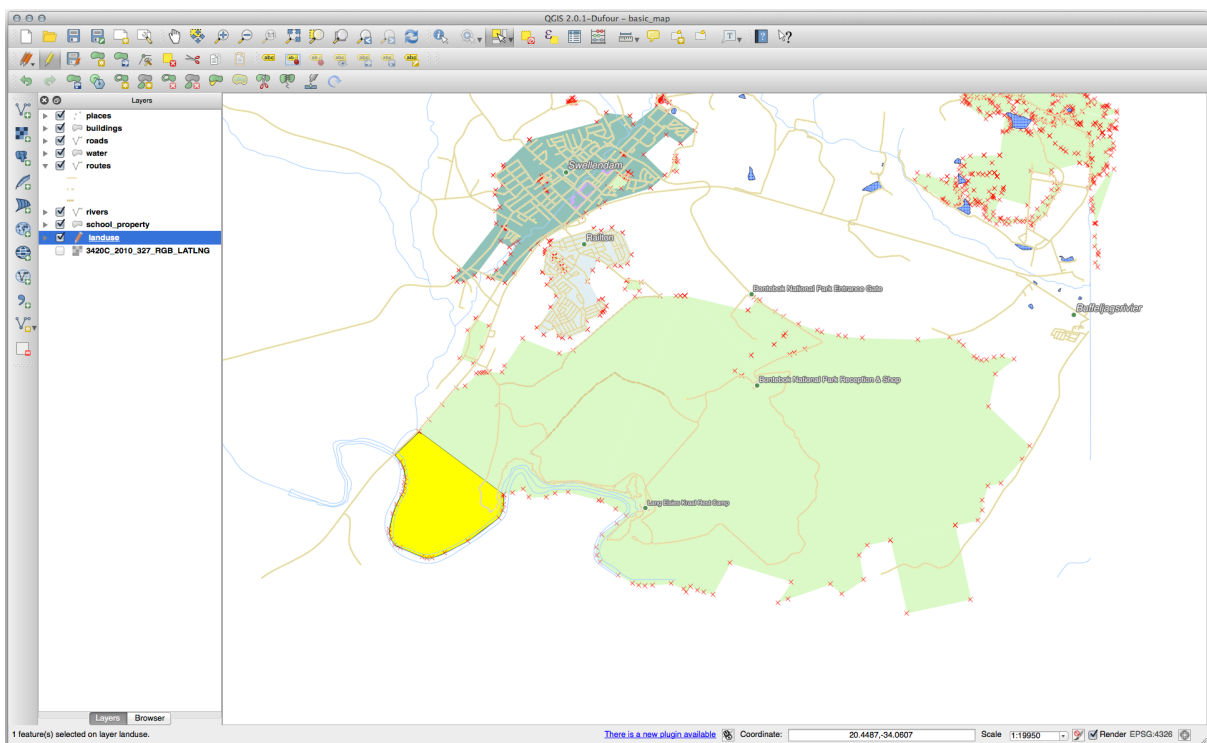 QGIS 2.0.1-Dufour - basic_map
Layers
places
buildings
roads
water
routes
rivers
school_property
landuse
3420C_2010_327_RGB_LATLNG
Swellendam
Railton
Bontebok National Park Entrance Gate
Buffeljagsrivier
Bontebok National Park Reception & Shop
Lang Elsies Kraal Rest Camp
Layers Browser
1 feature(s) selected on layer landuse.
There is a new plugin available
Coordinate: 20.4487,-34.0607
Scale 1:19950
Render EPSG:4326